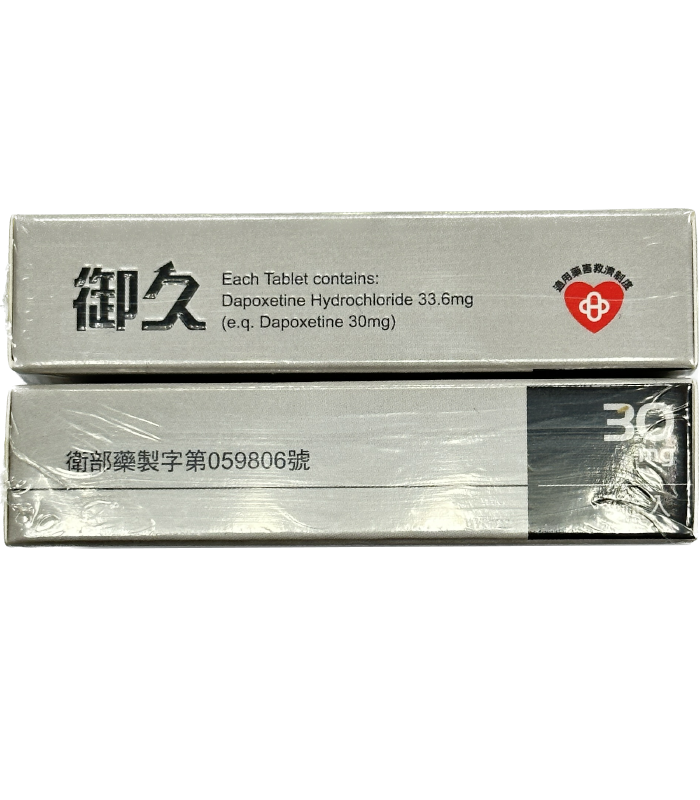 御久
Each Tablet contains:
Dapoxetine Hydrochloride 33.6mg
(e.q. Dapoxetine 30mg)
適用藥害救濟制度
30
mg
衛部藥製字第059806號